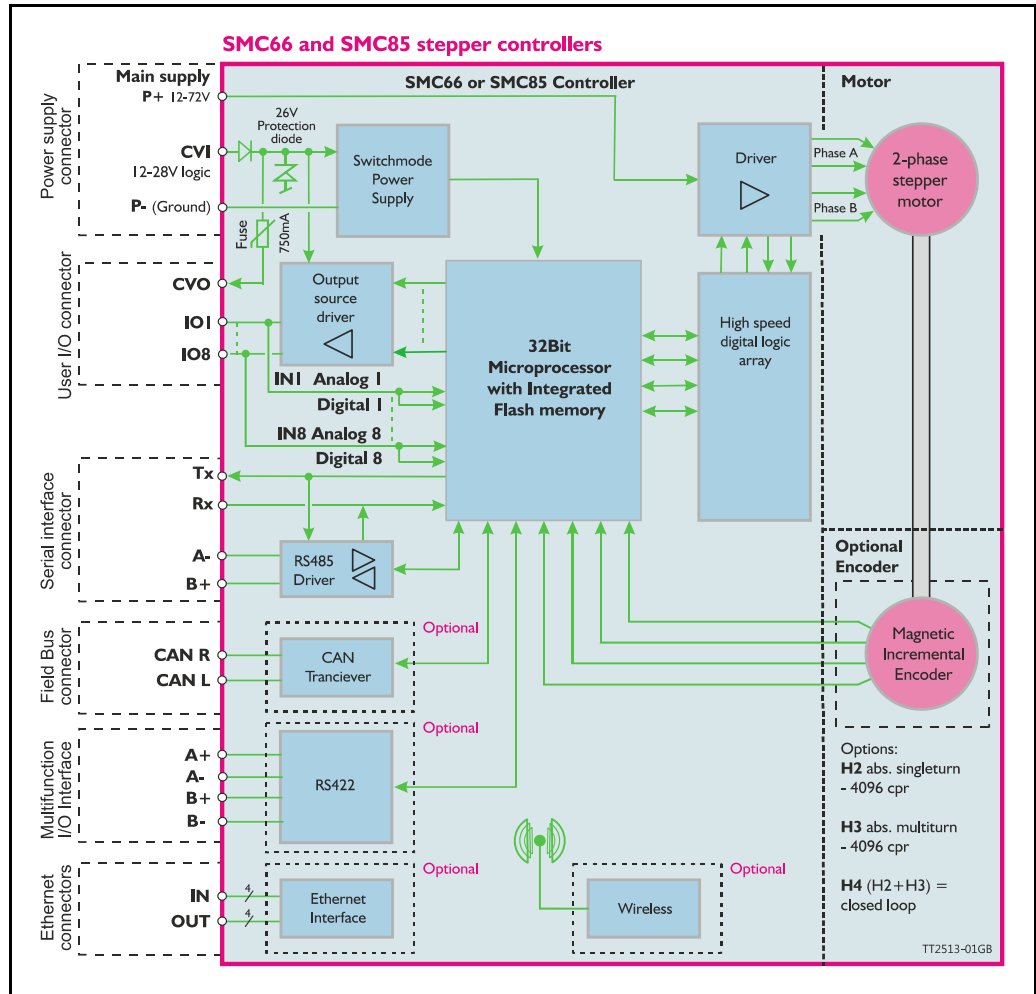 SMC66 and SMC85 stepper controllers
Power supply
connector
Main supply
P+ 12-72V
CVI
12-28V logic
P- (Ground)
SMC66 or SMC85 Controller
26V
Protection
diode
Fuse
750mA
Switchmode
Power
Supply
Driver
Motor
Phase A
Phase B
2-phase
stepper
motor
User I/O connector
CVO
IO1
IO8
Output
source
driver
IN1 Analog 1
Digital 1
IN8 Analog 8
Digital 8
32Bit
Microprocessor
with Integrated
Flash memory
High speed
digital logic
array
Serial interface
connector
Tx
Rx
A-
B+
RS485
Driver
Optional
Encoder
Magnetic
Incremental
Encoder
Field Bus
connector
CAN R
CAN L
Optional
CAN
Tranciever
Multifunction
I/O Interface
A+
A-
B+
B-
Optional
RS422
Options:
H2 abs. singleturn
- 4096 cpr
H3 abs. multiturn
- 4096 cpr
H4 (H2+H3) =
closed loop
Ethernet
connectors
IN
OUT
4
4
Optional
Ethernet
Interface
Optional
Wireless
TT2513-01GB